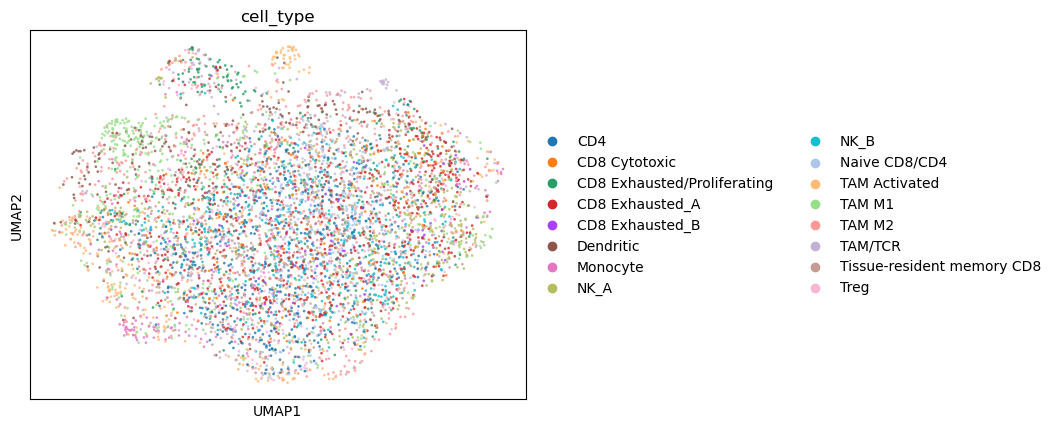 cell_type
UMAP2
UMAP1
CD4
CD8 Cytotoxic
CD8 Exhausted/Proliferating
CD8 Exhausted_A
CD8 Exhausted_B
Dendritic
Monocyte
NK_A
NK_B
Naive CD8/CD4
TAM Activated
TAM M1
TAM M2
TAM/TCR
Tissue-resident memory CD8
Treg